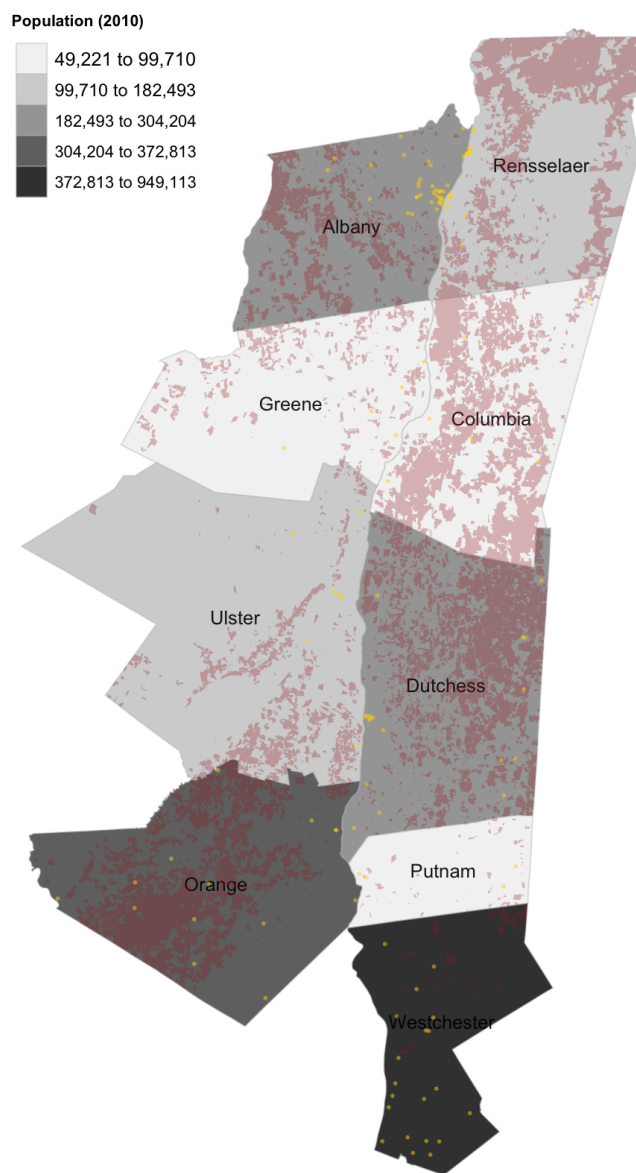 Population (2010)
49,221 to 99,710
99,710 to 182,493
182,493 to 304,204
304,204 to 372,813
372,813 to 949,113
Rensselaer
Albany
Greene
Columbia
Ulster
Dutchess
Putnam
Orange
Westchester